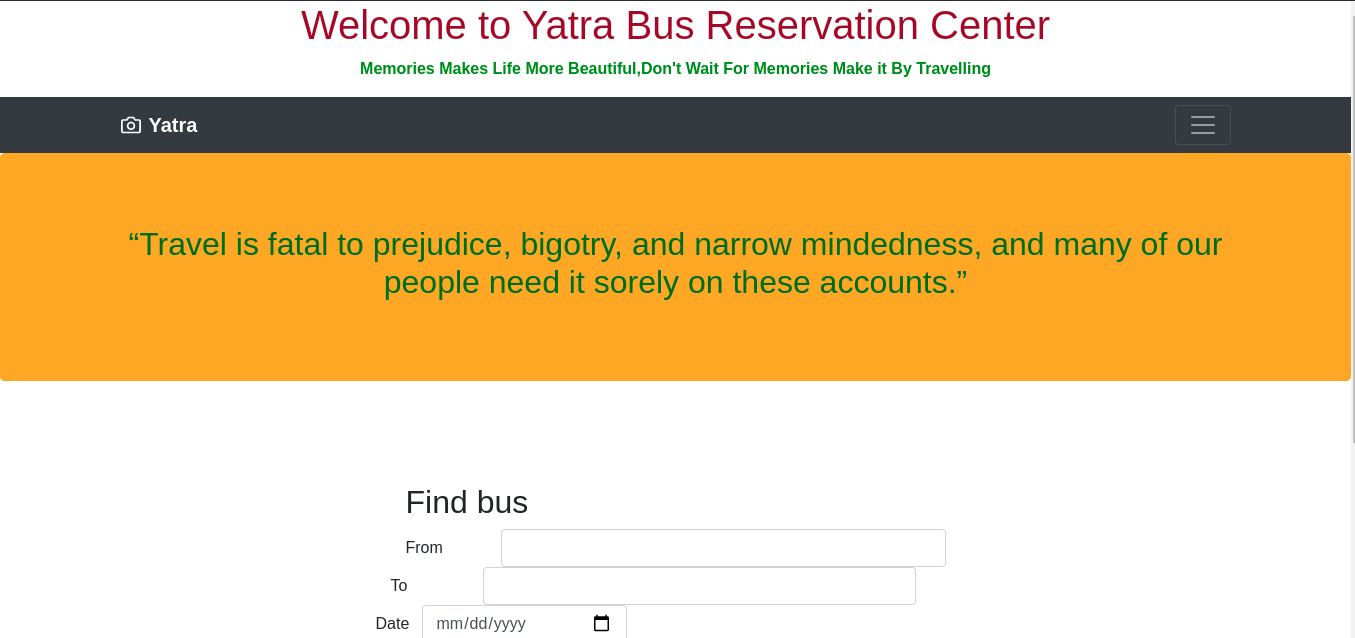 Welcome to Yatra Bus Reservation Center
Memories Makes Life More Beautiful,Don't Wait For Memories Make it By Travelling
Yatra
“Travel is fatal to prejudice, bigotry, and narrow mindedness, and many of our
people need it sorely on these accounts.”
Find bus
From
To
Date mm/dd/yyyy